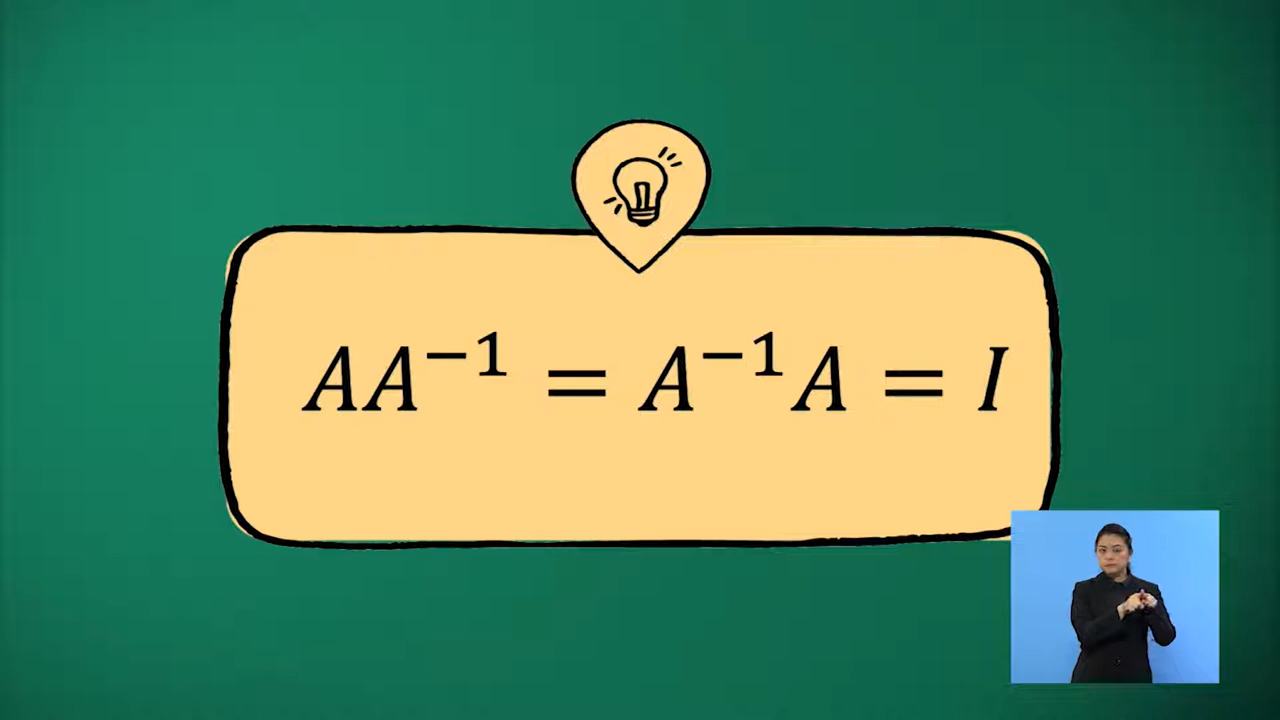 AA⁻¹ = A⁻¹A = I